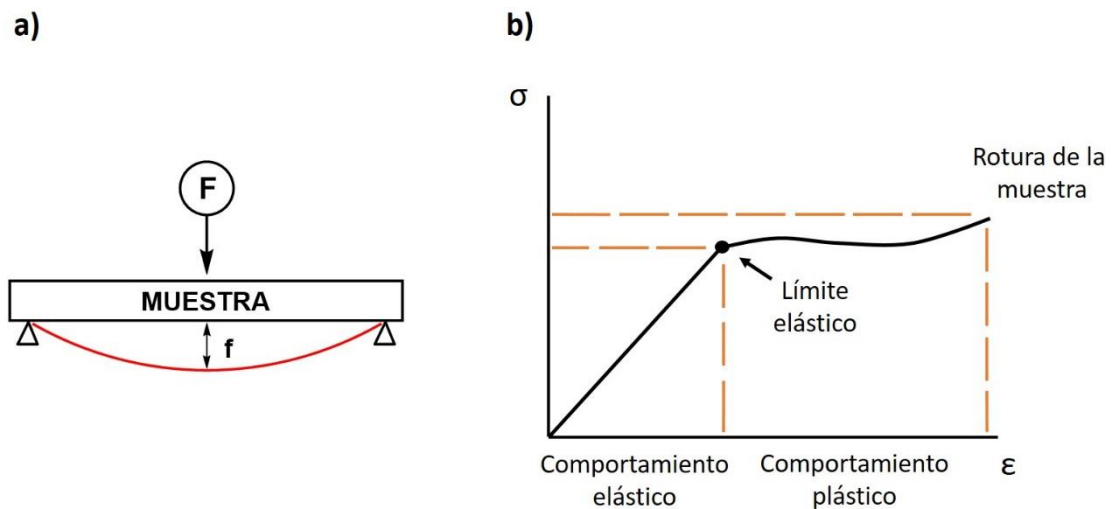 a)
F
MUESTRA
f
b)
σ
Rotura de la
muestra
Límite
elástico
Comportamiento
elástico
Comportamiento
plástico
ε